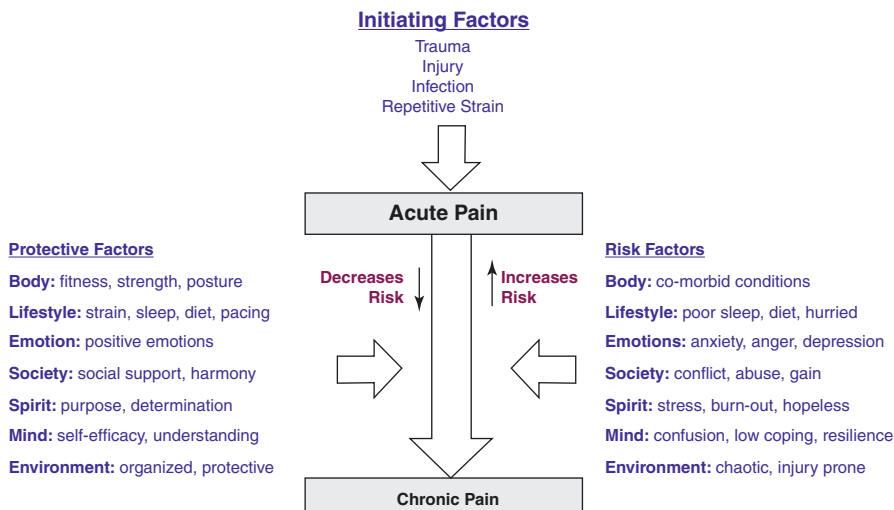 Initiating Factors
Trauma
Injury
Infection
Repetitive Strain
Acute Pain
Protective Factors
Body: fitness, strength, posture
Lifestyle: strain, sleep, diet, pacing
Emotion: positive emotions
Society: social support, harmony
Spirit: purpose, determination
Mind: self-efficacy, understanding
Environment: organized, protective
Decreases
Risk
Increases
Risk
Risk Factors
Body: co-morbid conditions
Lifestyle: poor sleep, diet, hurried
Emotions: anxiety, anger, depression
Society: conflict, abuse, gain
Spirit: stress, burn-out, hopeless
Mind: confusion, low coping, resilience
Environment: chaotic, injury prone
Chronic Pain